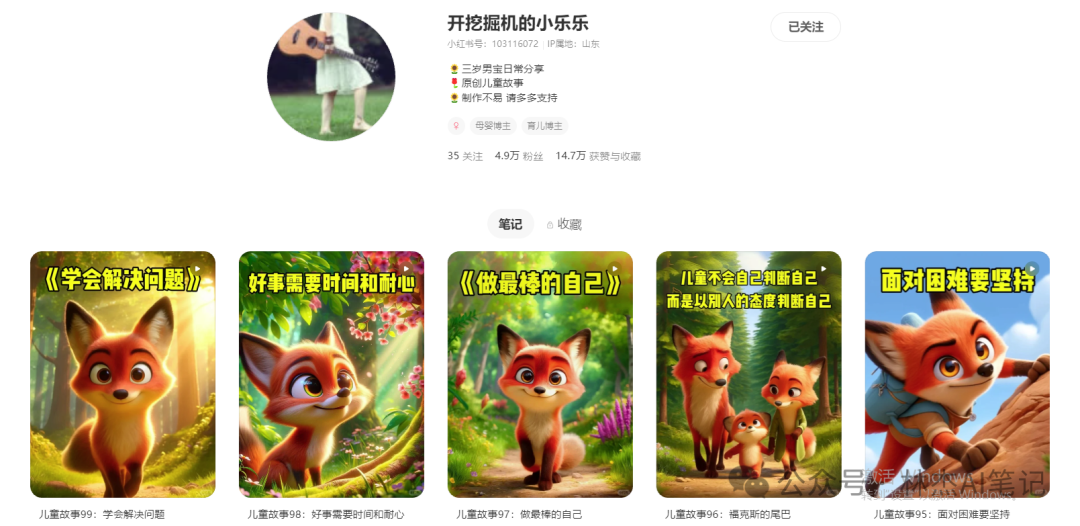 开挖掘机的小乐乐
已关注
小红书号：103116072 IP属地：山东
三岁男宝日常分享
原创儿童故事
制作不易 请多多支持
母婴博主 育儿博主
35 关注 4.9万 粉丝 14.7万 获赞与收藏
笔记 收藏
《学会解决问题》
好事需要时间和耐心
《做最棒的自己》
儿童不会自己判断自己
而是以别人的态度判断自己
面对困难要坚持
激活 Windows
公众号
笔记
儿童故事99：学会解决问题
儿童故事98：好事需要时间和耐心
儿童故事97：做最棒的自己
儿童故事96：福克斯的尾巴
儿童故事95：面对困难要坚持